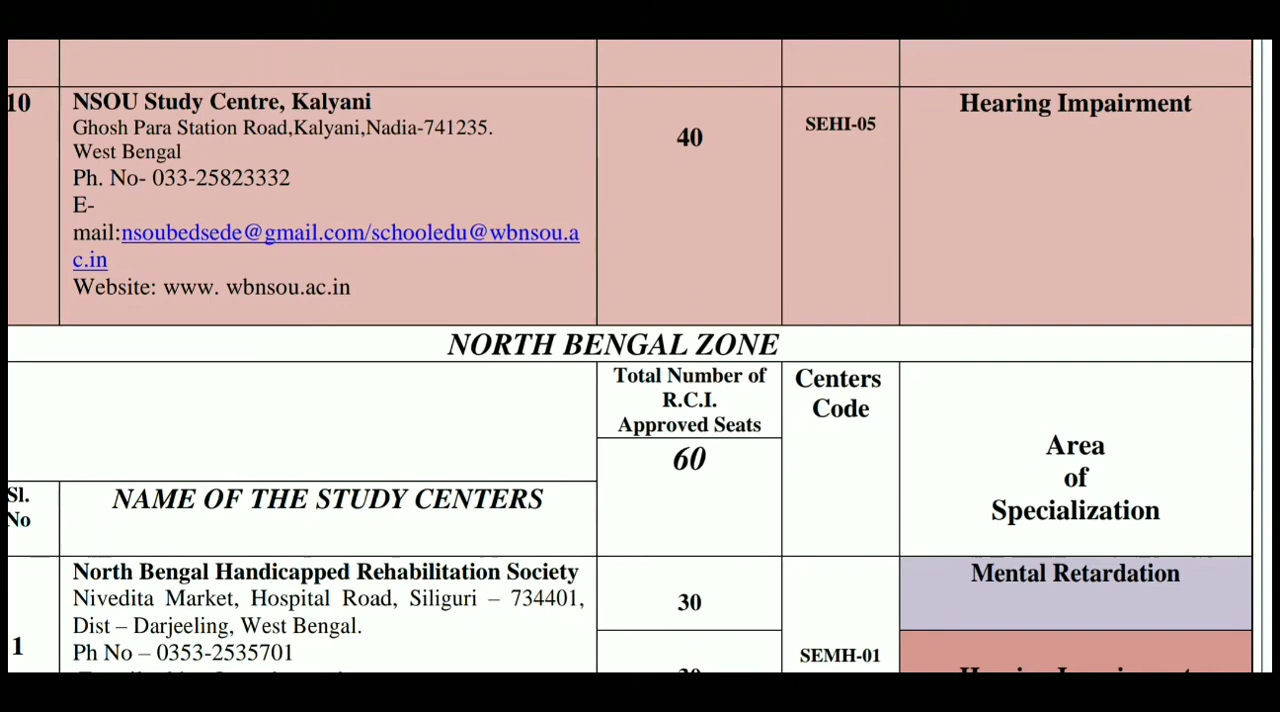 10
NSOU Study Centre, Kalyani
Ghosh Para Station Road,Kalyani,Nadia-741235.
West Bengal
Ph. No- 033-25823332
E-
mail:nsoubedsede@gmail.com/schooledu@wbnsou.a
c.in
Website: www. wbnsou.ac.in
40
SEHI-05
Hearing Impairment
NORTH BENGAL ZONE
Total Number of
R.C.I.
Approved Seats
60
Centers
Code
Area
of
Specialization
Sl.
No
NAME OF THE STUDY CENTERS
1
North Bengal Handicapped Rehabilitation Society
Nivedita Market, Hospital Road, Siliguri – 734401,
Dist – Darjeeling, West Bengal.
Ph No – 0353-2535701
30
SEMH-01
Mental Retardation
Hearing Impairment